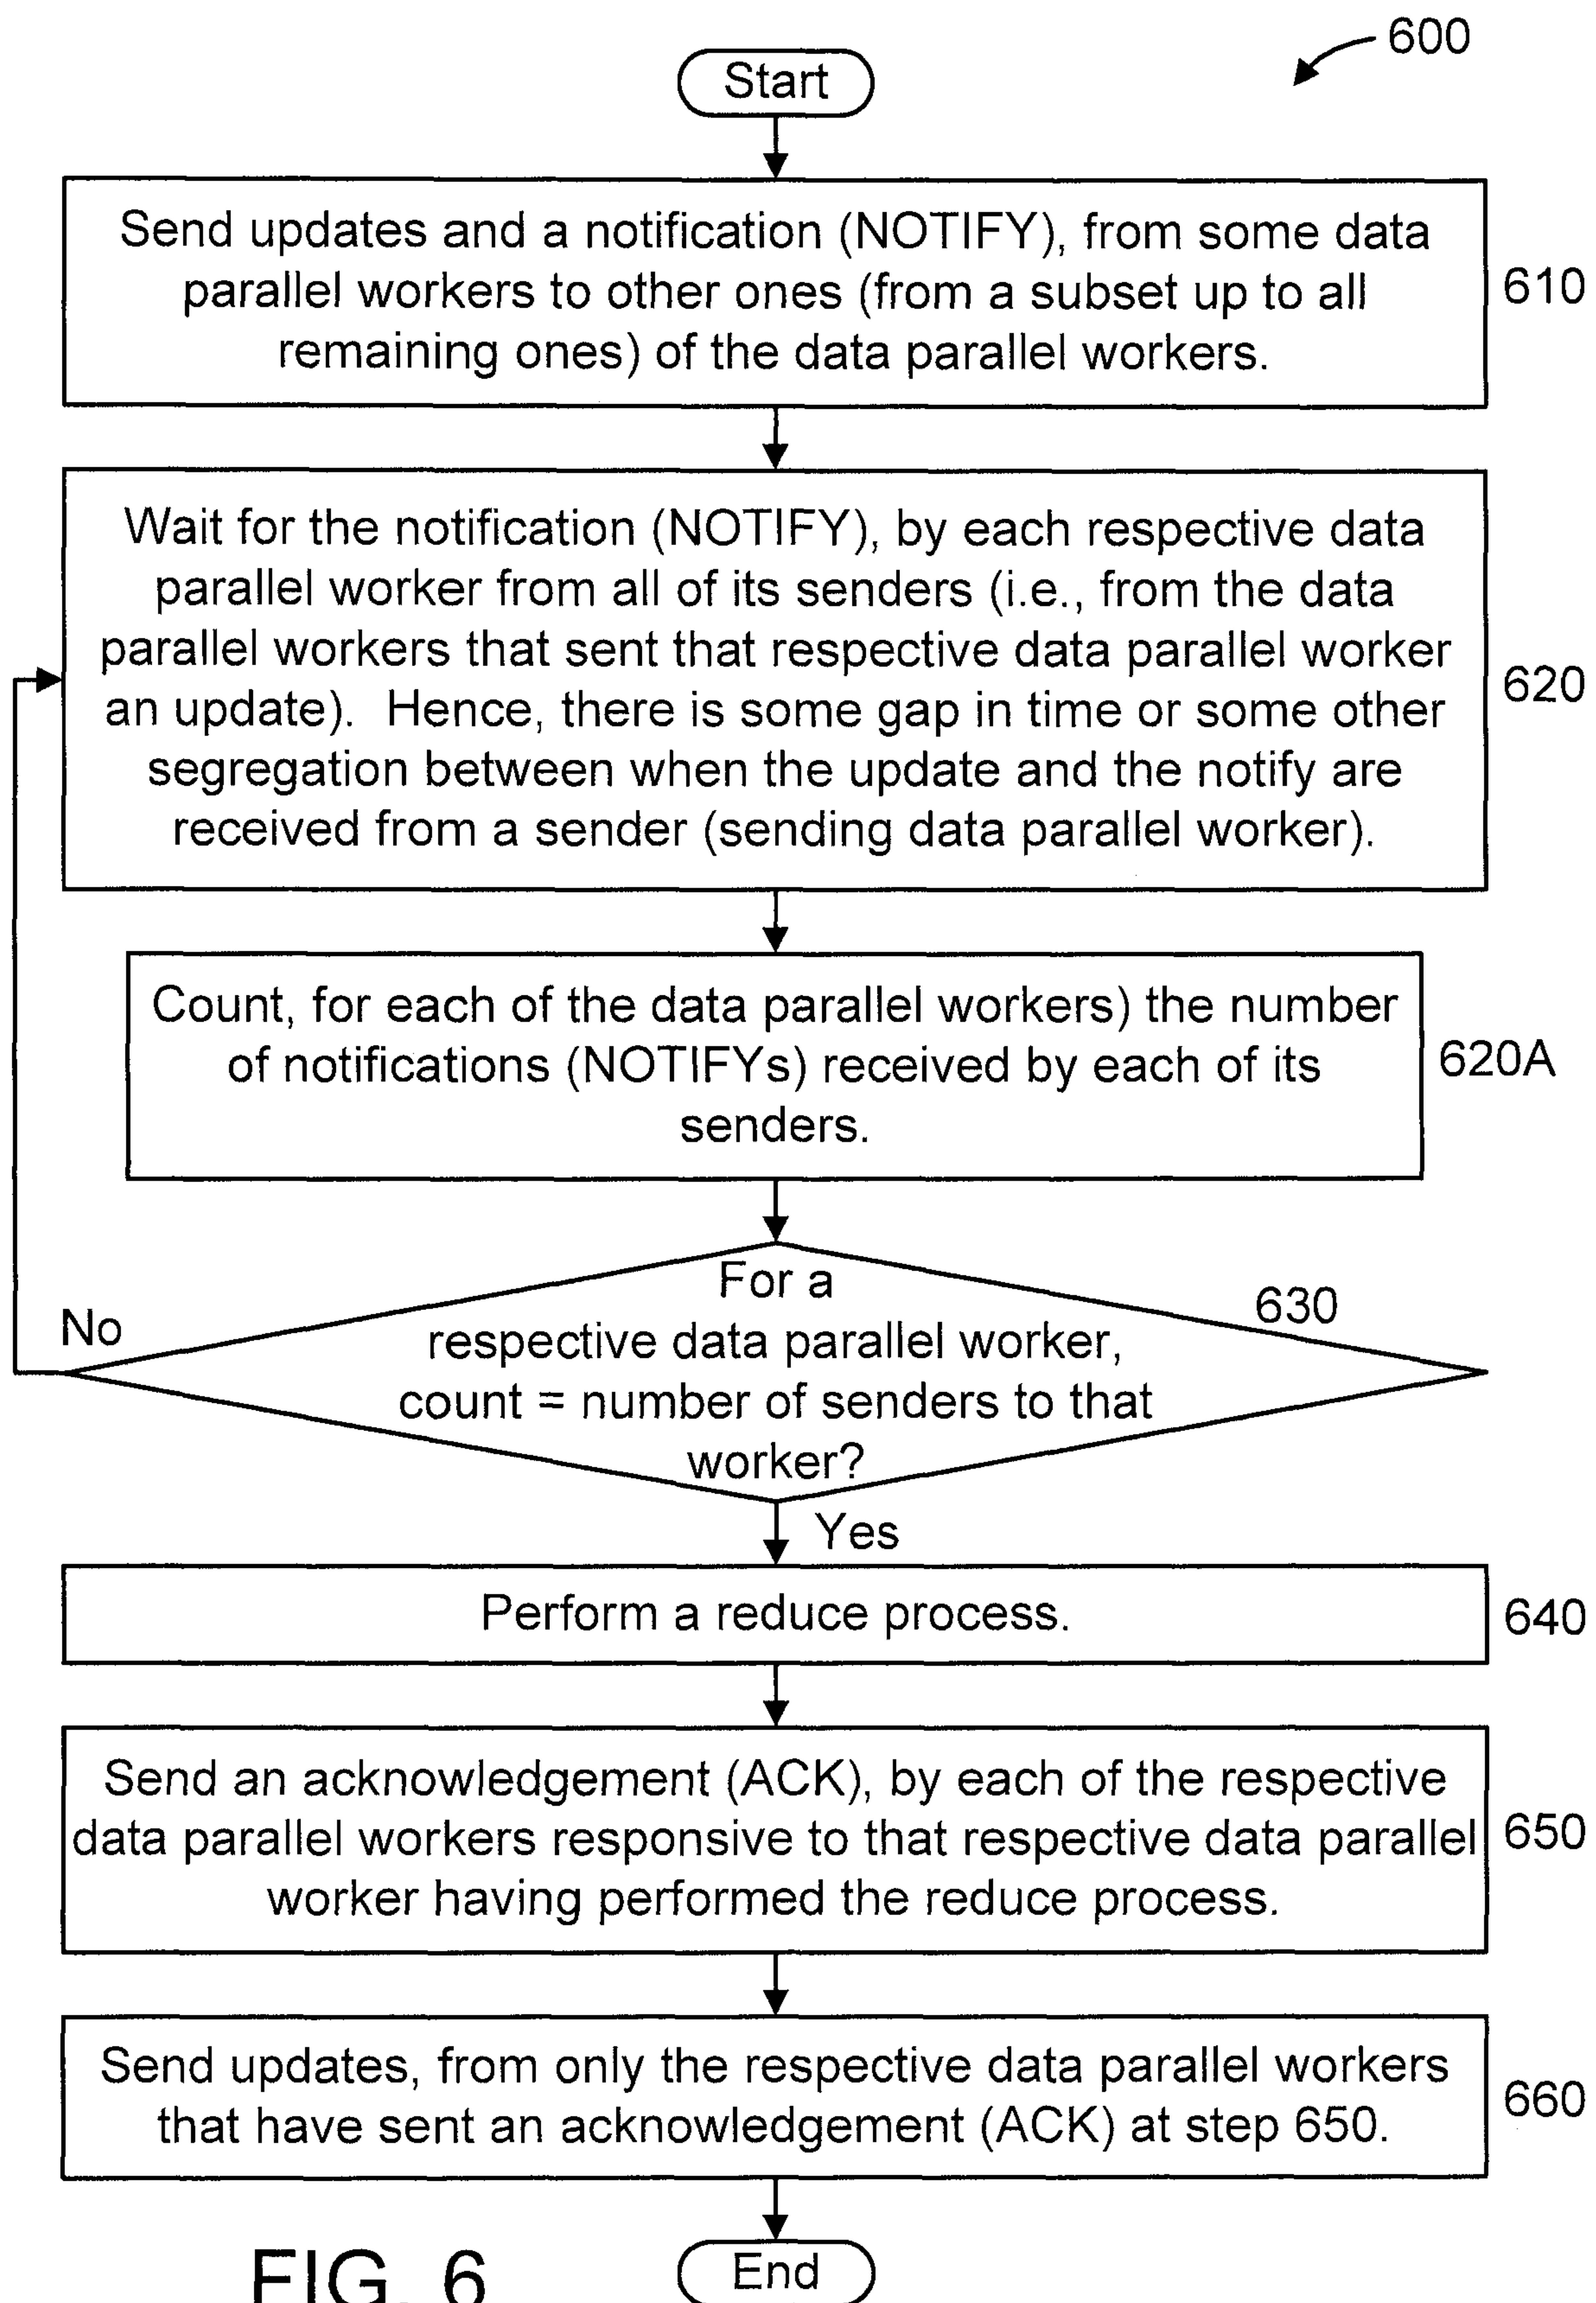 600
Start
Send updates and a notification (NOTIFY), from some data
parallel workers to other ones (from a subset up to all
remaining ones) of the data parallel workers.
610
Wait for the notification (NOTIFY), by each respective data
parallel worker from all of its senders (i.e., from the data
parallel workers that sent that respective data parallel worker
an update).  Hence, there is some gap in time or some other
segregation between when the update and the notify are
received from a sender (sending data parallel worker).
620
Count, for each of the data parallel workers) the number
of notifications (NOTIFYs) received by each of its
senders.
620A
For a
respective data parallel worker,
count = number of senders to that
worker?
630
No
Yes
Perform a reduce process.
640
Send an acknowledgement (ACK), by each of the respective
data parallel workers responsive to that respective data parallel
worker having performed the reduce process.
650
Send updates, from only the respective data parallel workers
that have sent an acknowledgement (ACK) at step 650.
660
End
FIG. 6